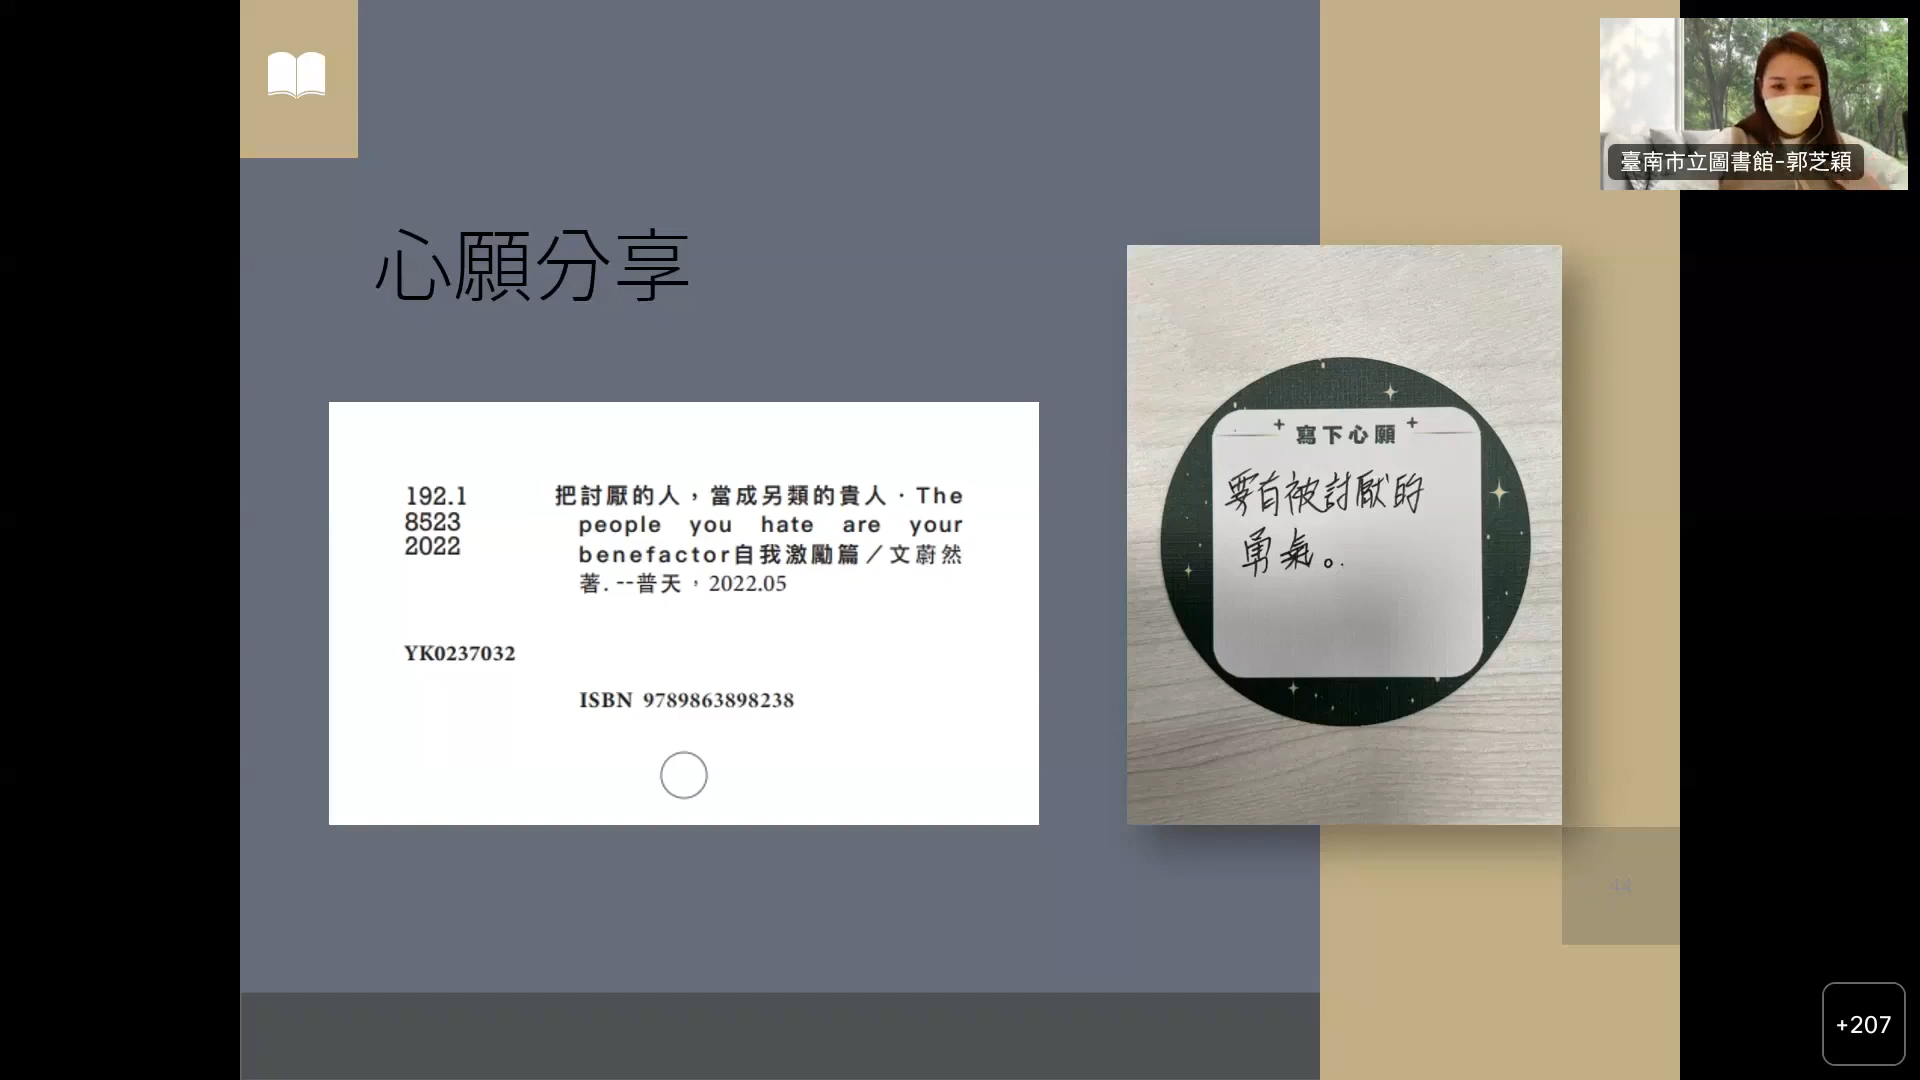 臺南市立圖書館-郭芝穎
心願分享
192.1
8523
2022
把討厭的人，當成另類的貴人．The
people you hate are your
benefactor自我激勵篇／文蔚然
著. --普天，2022.05
YK0237032
ISBN 9789863898238
寫下心願
要有被討厭的
勇氣。
44
+207